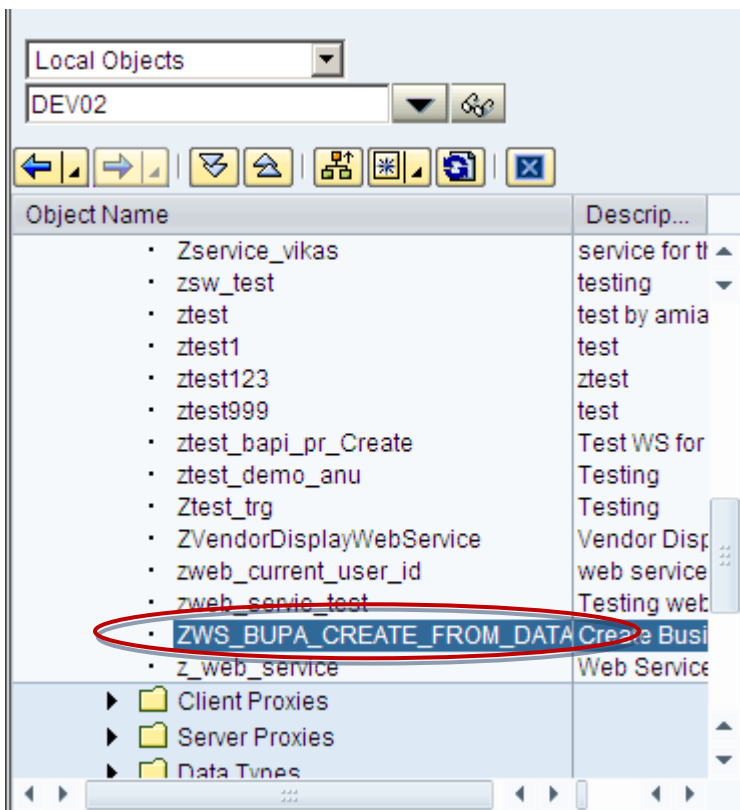 Local Objects
DEV02
Object Name Descrip...
Zservice_vikas service for th
zsw_test testing
ztest test by amia
ztest1 test
ztest123 ztest
ztest999 test
ztest_bapi_pr_Create Test WS for
ztest_demo_anu Testing
Ztest_trg Testing
ZVendorDisplayWebService Vendor Disp
zweb_current_user_id web service
zweb_servie_test Testing web
ZWS_BUPA_CREATE_FROM_DATA Create Busi
z_web_service Web Service
Client Proxies
Server Proxies
Data Types